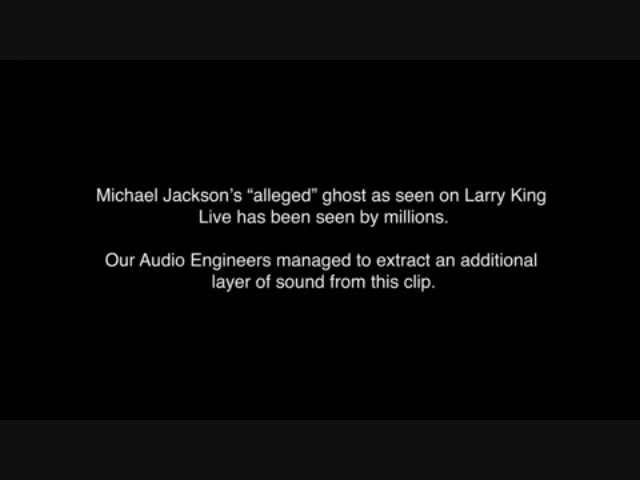 Michael Jackson's “alleged” ghost as seen on Larry King
Live has been seen by millions.
Our Audio Engineers managed to extract an additional
layer of sound from this clip.